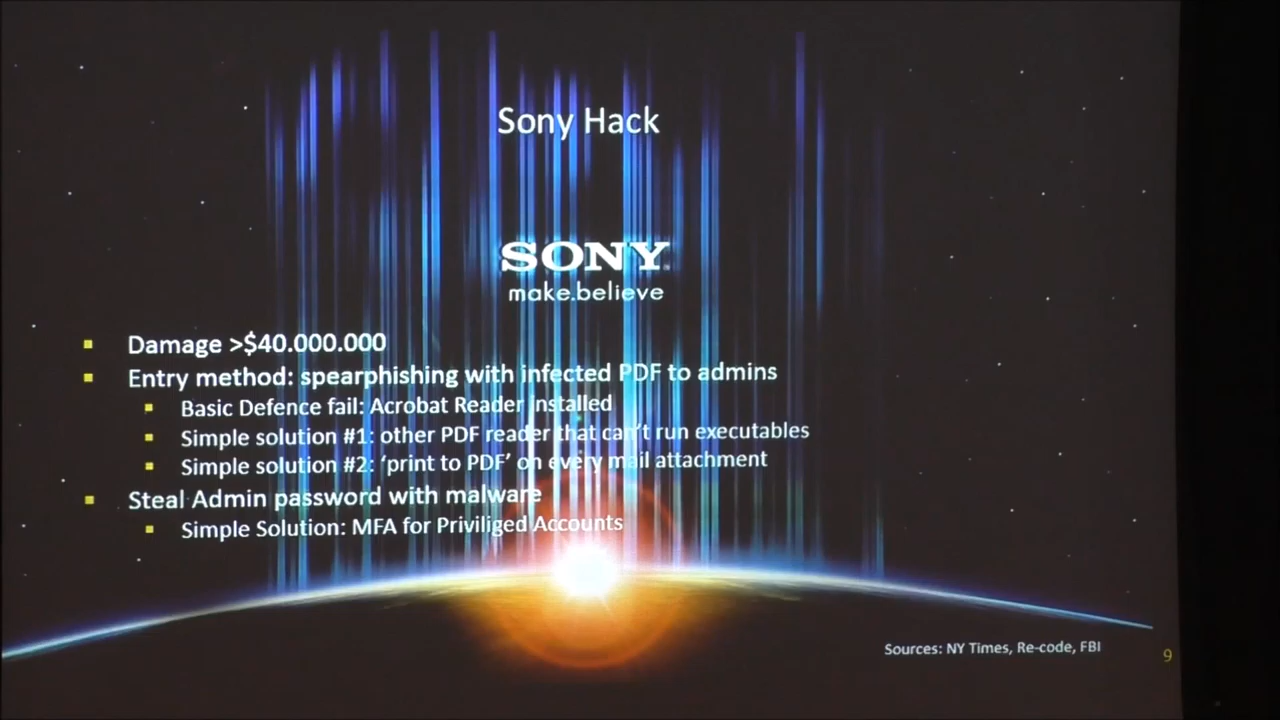 Sony Hack
SONY
make.believe
Damage >$40.000.000
Entry method: spearphishing with infected PDF to admins
Basic Defence fail: Acrobat Reader installed
Simple solution #1: other PDF reader that can't run executables
Simple solution #2: ‘print to PDF’ on every mail attachment
Steal Admin password with malware
Simple Solution: MFA for Priviliged Accounts
Sources: NY Times, Re-code, FBI
9